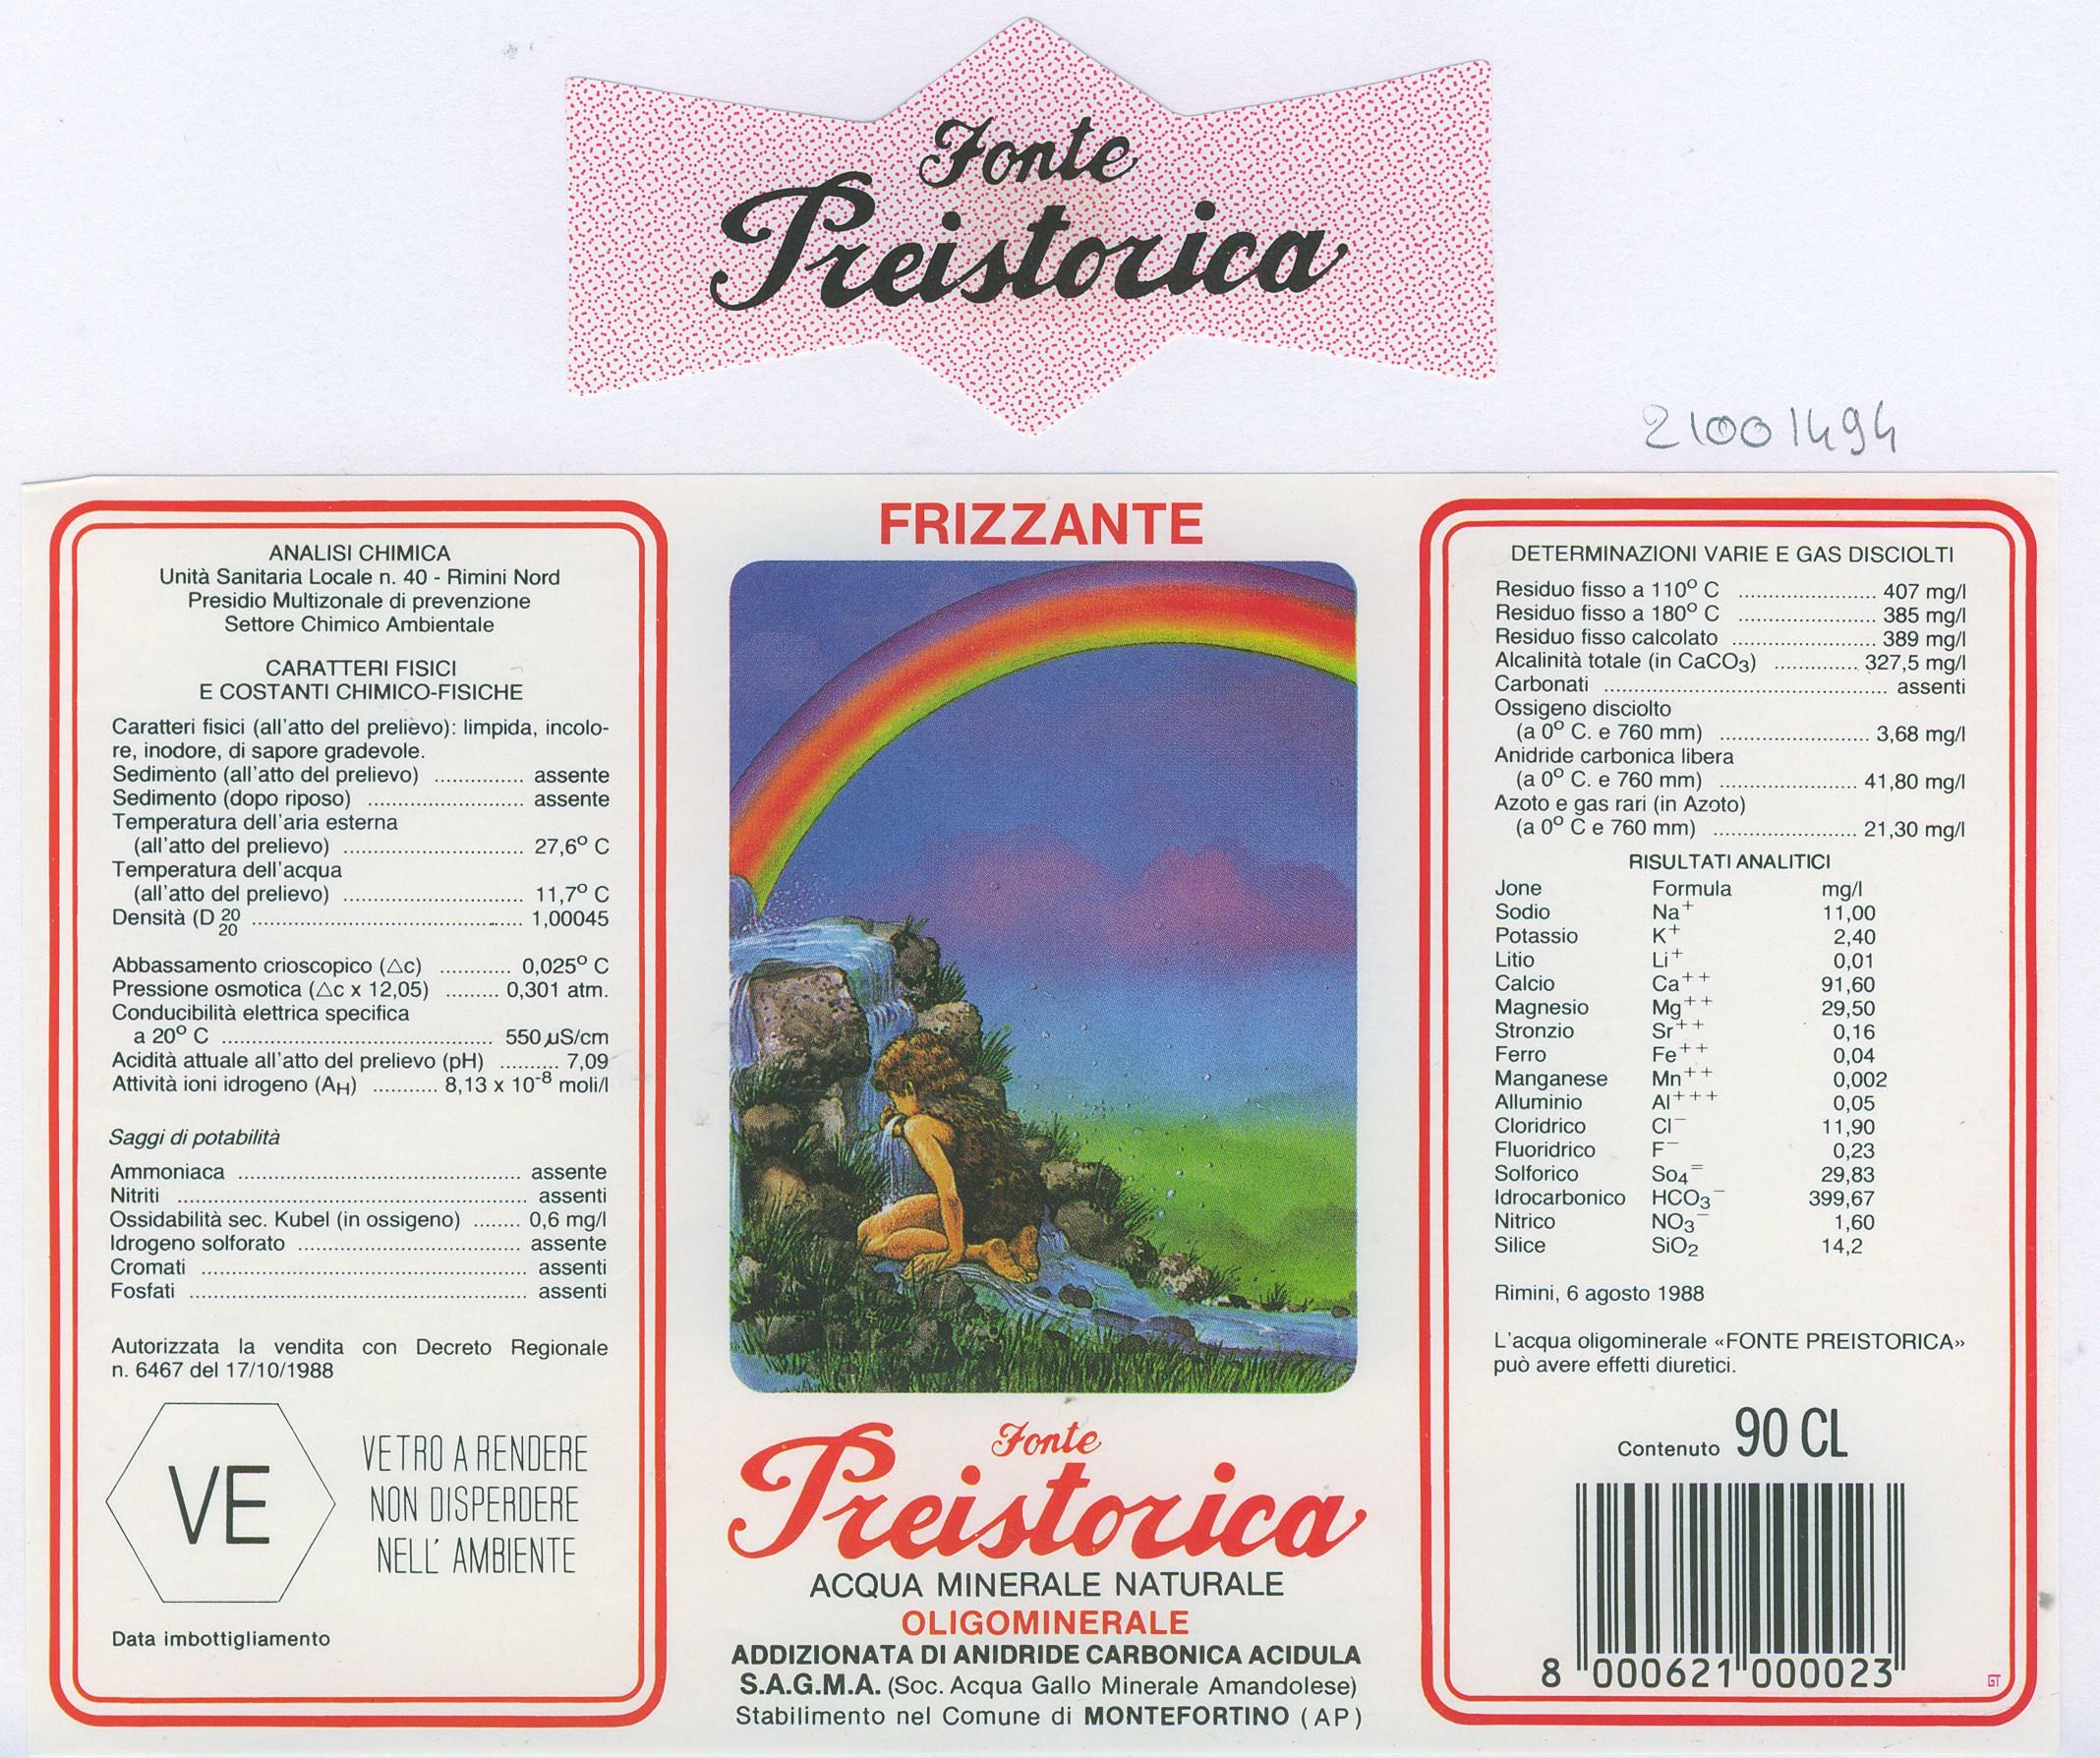 Fonte
Preistorica
21001494
ANALISI CHIMICA
Unità Sanitaria Locale n. 40 - Rimini Nord
Presidio Multizonale di prevenzione
Settore Chimico Ambientale
CARATTERI FISICI
E COSTANTI CHIMICO-FISICHE
Caratteri fisici (all'atto del prelievo): limpida, incolo-
re, inodore, di sapore gradevole.
Sedimento (all'atto del prelievo) ............... assente
Sedimento (dopo riposo) .......................... assente
Temperatura dell'aria esterna
(all'atto del prelievo) .............................. 27,6° C
Temperatura dell'acqua
(all'atto del prelievo) .............................. 11,7° C
Densità (D 20/20 ............................................. 1,00045
Abbassamento crioscopico (△c) ............ 0,025° C
Pressione osmotica (△c x 12,05) ......... 0,301 atm.
Conducibilità elettrica specifica
a 20° C .............................................. 550 µS/cm
Acidità attuale all'atto del prelievo (pH) .......... 7,09
Attività ioni idrogeno (AH) ........... 8,13 x 10⁻⁸ moli/l
Saggi di potabilità
Ammoniaca ................................................ assente
Nitriti ........................................................... assenti
Ossidabilità sec. Kubel (in ossigeno) ........ 0,6 mg/l
Idrogeno solforato ...................................... assente
Cromati ....................................................... assenti
Fosfati ......................................................... assenti
Autorizzata la vendita con Decreto Regionale
n. 6467 del 17/10/1988
VE
VETRO A RENDERE
NON DISPERDERE
NELL' AMBIENTE
Data imbottigliamento
FRIZZANTE
Fonte
Preistorica
ACQUA MINERALE NATURALE
OLIGOMINERALE
ADDIZIONATA DI ANIDRIDE CARBONICA ACIDULA
S.A.G.M.A. (Soc. Acqua Gallo Minerale Amandolese)
Stabilimento nel Comune di MONTEFORTINO (AP)
DETERMINAZIONI VARIE E GAS DISCIOLTI
Residuo fisso a 110° C ....................... 407 mg/l
Residuo fisso a 180° C ....................... 385 mg/l
Residuo fisso calcolato ........................ 389 mg/l
Alcalinità totale (in CaCO₃) .............. 327,5 mg/l
Carbonati ................................................ assenti
Ossigeno disciolto
(a 0° C. e 760 mm) ......................... 3,68 mg/l
Anidride carbonica libera
(a 0° C. e 760 mm) ....................... 41,80 mg/l
Azoto e gas rari (in Azoto)
(a 0° C e 760 mm) ........................ 21,30 mg/l
RISULTATI ANALITICI
Jone Formula mg/l
Sodio Na⁺ 11,00
Potassio K⁺ 2,40
Litio Li⁺ 0,01
Calcio Ca⁺⁺ 91,60
Magnesio Mg⁺⁺ 29,50
Stronzio Sr⁺⁺ 0,16
Ferro Fe⁺⁺ 0,04
Manganese Mn⁺⁺ 0,002
Alluminio Al⁺⁺⁺ 0,05
Cloridrico Cl⁻ 11,90
Fluoridrico F⁻ 0,23
Solforico So₄⁼ 29,83
Idrocarbonico HCO₃⁻ 399,67
Nitrico NO₃⁻ 1,60
Silice SiO₂ 14,2
Rimini, 6 agosto 1988
L'acqua oligominerale «FONTE PREISTORICA»
può avere effetti diuretici.
Contenuto 90 CL
8 000621 000023
GT